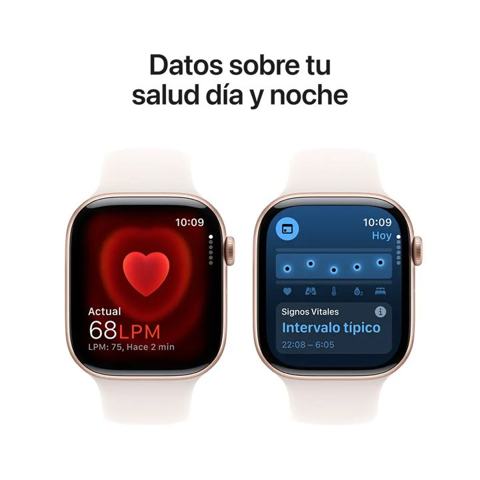 Datos sobre tu
salud día y noche
10:09
Actual
68LPM
LPM: 75, Hace 2 min
10:09
Hoy
Signos Vitales
Intervalo típico
22:08 – 6:05